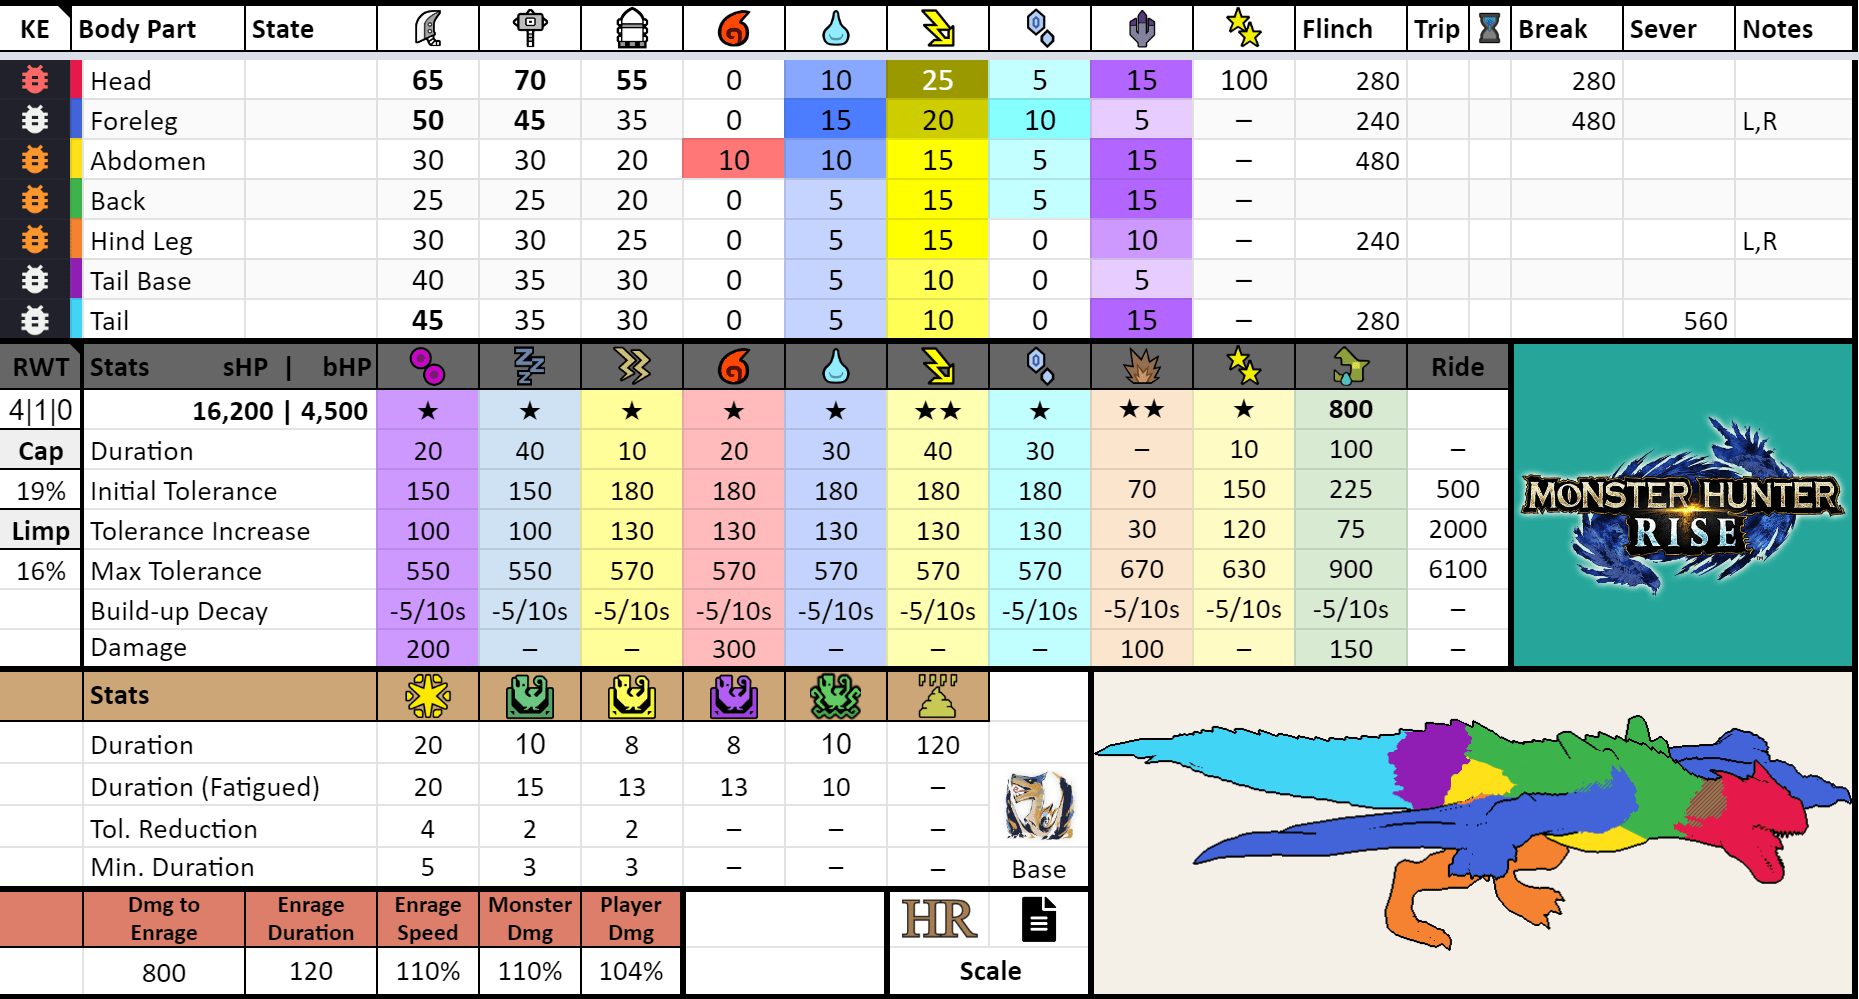 KE Body Part State Flinch Trip Break Sever Notes
Head 65 70 55 0 10 25 5 15 100 280 280
Foreleg 50 45 35 0 15 20 10 5 – 240 480 L,R
Abdomen 30 30 20 10 10 15 5 15 – 480
Back 25 25 20 0 5 15 5 15 –
Hind Leg 30 30 25 0 5 15 0 10 – 240 L,R
Tail Base 40 35 30 0 5 10 0 5 –
Tail 45 35 30 0 5 10 0 15 – 280 560
RWT Stats sHP | bHP Ride
4|1|0 16,200 | 4,500 ★ ★ ★ ★ ★ ★★ ★ ★★ ★ 800
Cap Duration 20 40 10 20 30 40 30 – 10 100 –
19% Initial Tolerance 150 150 180 180 180 180 180 70 150 225 500
Limp Tolerance Increase 100 100 130 130 130 130 130 30 120 75 2000
16% Max Tolerance 550 550 570 570 570 570 570 670 630 900 6100
Build-up Decay -5/10s -5/10s -5/10s -5/10s -5/10s -5/10s -5/10s -5/10s -5/10s -5/10s –
Damage 200 – – 300 – – – 100 – 150 –
MONSTER HUNTER
RISE
Stats
Duration 20 10 8 8 10 120
Duration (Fatigued) 20 15 13 13 10 –
Tol. Reduction 4 2 2 – – –
Min. Duration 5 3 3 – – – Base
Dmg to Enrage Enrage Duration Enrage Speed Monster Dmg Player Dmg HR
800 120 110% 110% 104% Scale